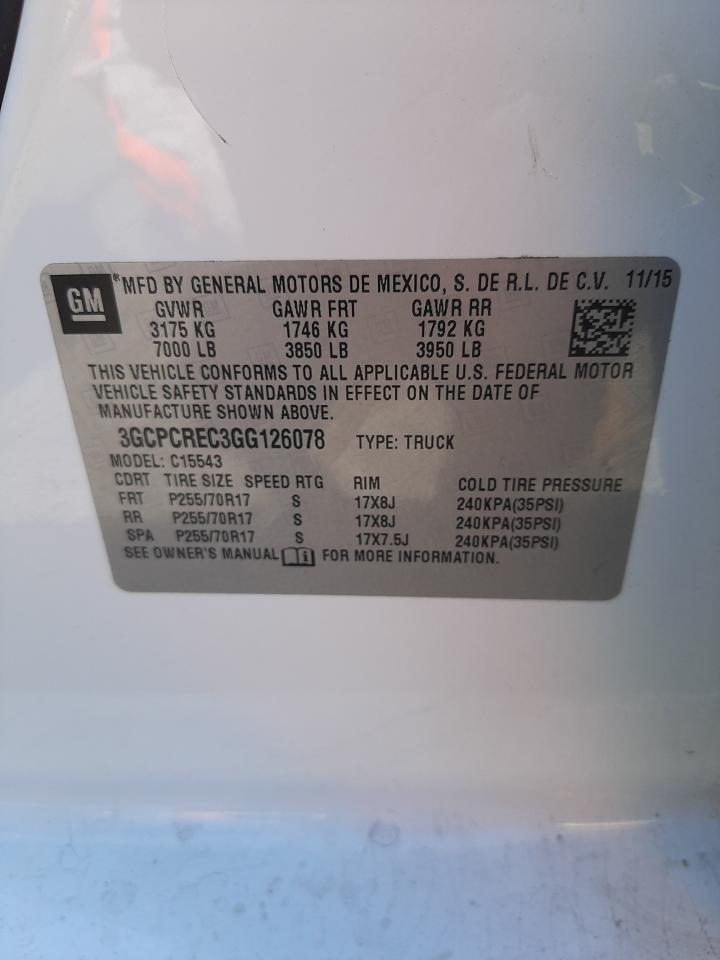 GM
® MFD BY GENERAL MOTORS DE MEXICO, S. DE R.L. DE C.V. 11/15
GVWR GAWR FRT GAWR RR
3175 KG 1746 KG 1792 KG
7000 LB 3850 LB 3950 LB
THIS VEHICLE CONFORMS TO ALL APPLICABLE U.S. FEDERAL MOTOR
VEHICLE SAFETY STANDARDS IN EFFECT ON THE DATE OF
MANUFACTURE SHOWN ABOVE.
3GCPCREC3GG126078 TYPE: TRUCK
MODEL: C15543
CDRT TIRE SIZE SPEED RTG RIM COLD TIRE PRESSURE
FRT P255/70R17 S 17X8J 240KPA(35PSI)
RR P255/70R17 S 17X8J 240KPA(35PSI)
SPA P255/70R17 S 17X7.5J 240KPA(35PSI)
SEE OWNER'S MANUAL FOR MORE INFORMATION.